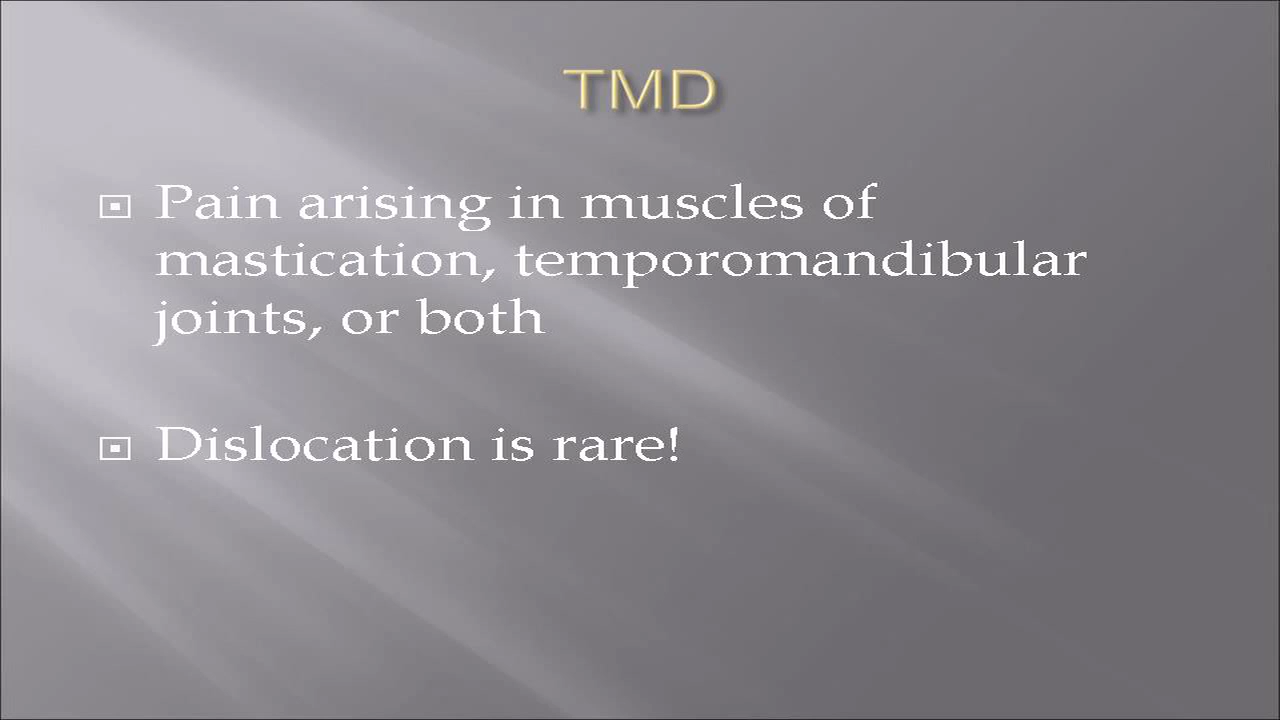 TMD
Pain arising in muscles of
mastication, temporomandibular
joints, or both
Dislocation is rare!